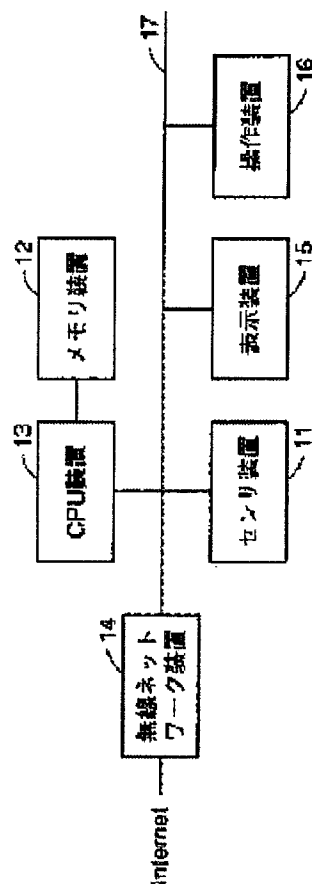 Internet
14
無線ネット
ワーク装置
13
CPU装置
12
メモリ装置
11
センサ装置
15
表示装置
16
操作装置
17